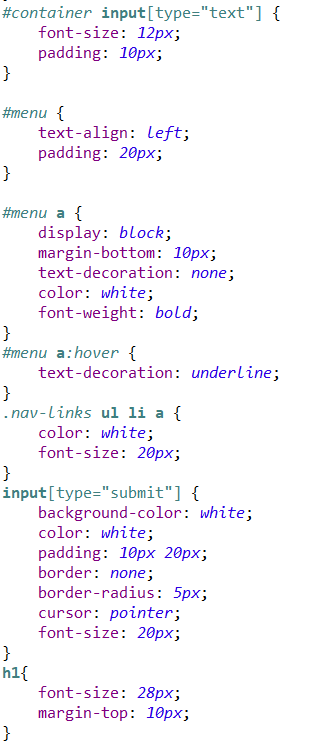 #container input[type="text"] {
    font-size: 12px;
    padding: 10px;
}

#menu {
    text-align: left;
    padding: 20px;
}

#menu a {
    display: block;
    margin-bottom: 10px;
    text-decoration: none;
    color: white;
    font-weight: bold;
}
#menu a:hover {
    text-decoration: underline;
}
.nav-links ul li a {
    color: white;
    font-size: 20px;
}
input[type="submit"] {
    background-color: white;
    color: white;
    padding: 10px 20px;
    border: none;
    border-radius: 5px;
    cursor: pointer;
    font-size: 20px;
}
h1{
    font-size: 28px;
    margin-top: 10px;
}